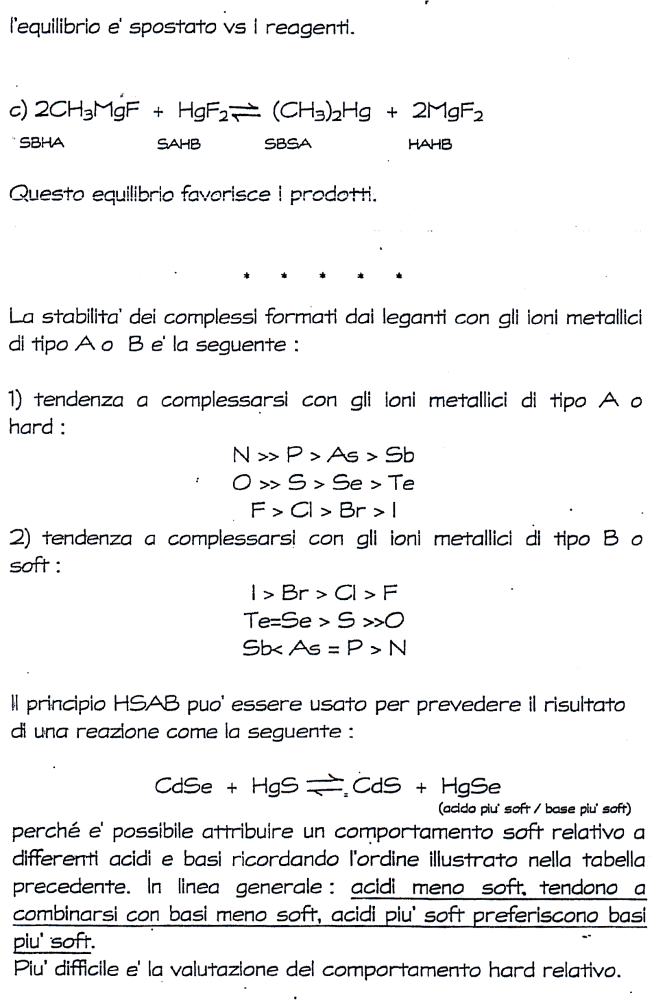 l'equilibrio e' spostato vs i reagenti.
c) 2CH₃MgF + HgF₂ ⇌ (CH₃)₂Hg + 2MgF₂
SBHA SAHB SBSA HAHB
Questo equilibrio favorisce i prodotti.
* * * * *
La stabilita' dei complessi formati dai leganti con gli ioni metallici
di tipo A o B e' la seguente :
1) tendenza a complessarsi con gli ioni metallici di tipo A o
hard :
N >> P > As > Sb
O >> S > Se > Te
F > Cl > Br > I
2) tendenza a complessarsi con gli ioni metallici di tipo B o
soft :
I > Br > Cl > F
Te=Se > S >>O
Sb< As = P > N
Il principio HSAB puo' essere usato per prevedere il risultato
di una reazione come la seguente :
CdSe + HgS ⇌ CdS + HgSe
(acido piu' soft / base piu' soft)
perché e' possibile attribuire un comportamento soft relativo a
differenti acidi e basi ricordando l'ordine illustrato nella tabella
precedente. In linea generale : acidi meno soft. tendono a
combinarsi con basi meno soft, acidi piu' soft preferiscono basi
piu' soft.
Piu' difficile e' la valutazione del comportamento hard relativo.